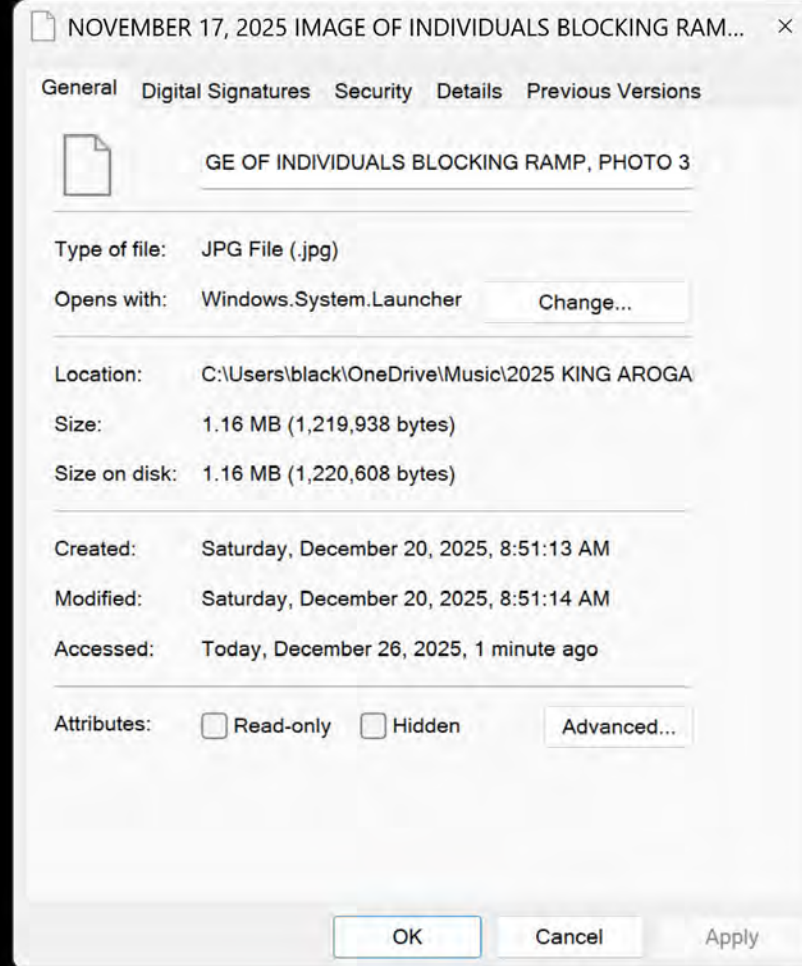 NOVEMBER 17, 2025 IMAGE OF INDIVIDUALS BLOCKING RAM...
General Digital Signatures Security Details Previous Versions
GE OF INDIVIDUALS BLOCKING RAMP, PHOTO 3
Type of file: JPG File (.jpg)
Opens with: Windows.System.Launcher Change...
Location: C:\Users\black\OneDrive\Music\2025 KING AROGA
Size: 1.16 MB (1,219,938 bytes)
Size on disk: 1.16 MB (1,220,608 bytes)
Created: Saturday, December 20, 2025, 8:51:13 AM
Modified: Saturday, December 20, 2025, 8:51:14 AM
Accessed: Today, December 26, 2025, 1 minute ago
Attributes: Read-only Hidden Advanced...
OK Cancel Apply